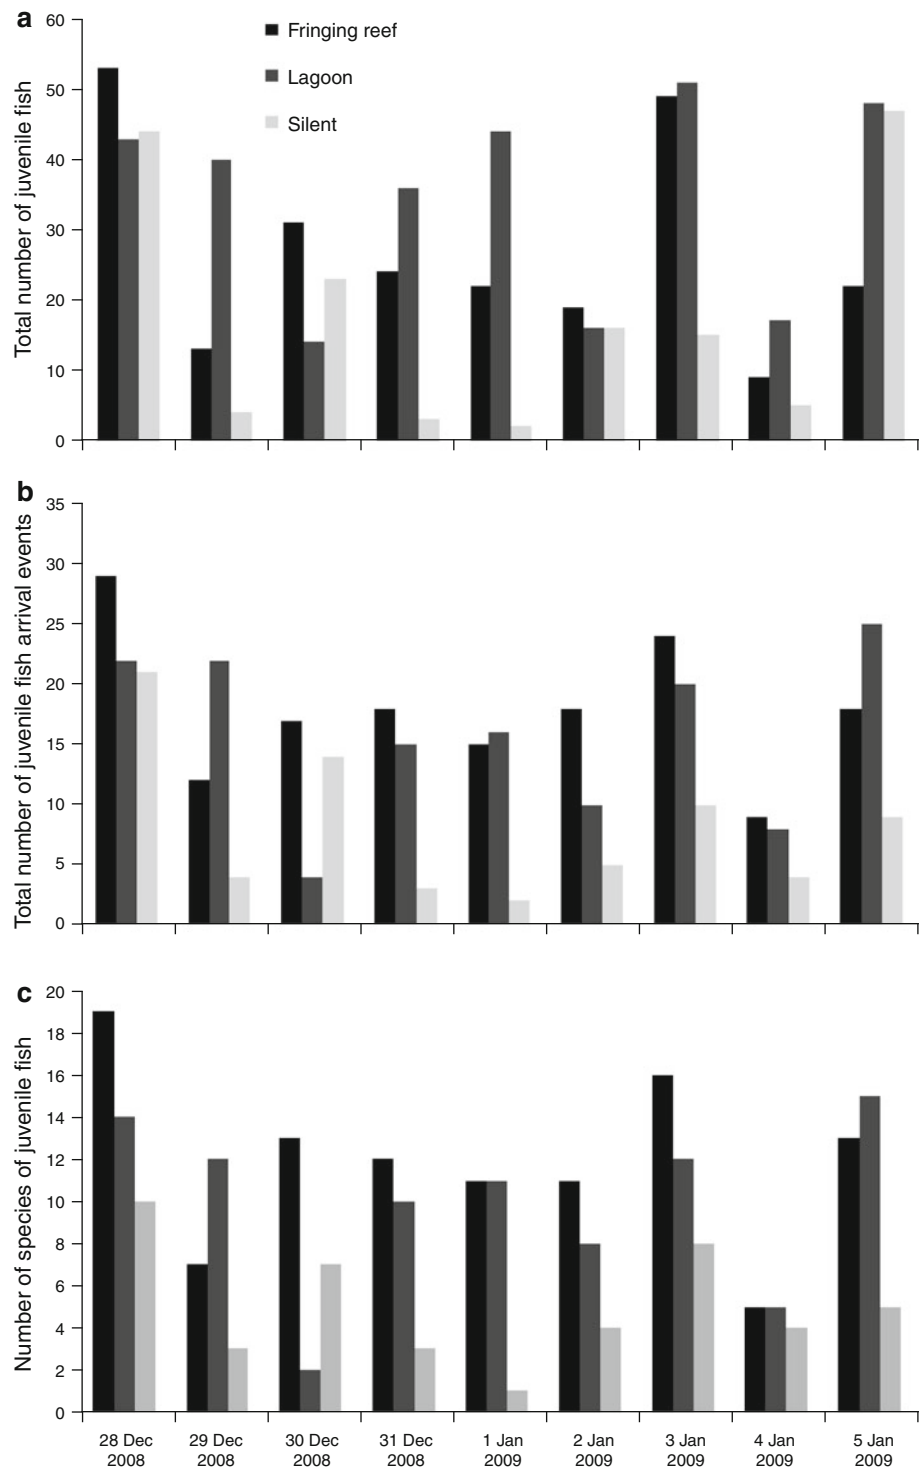 a
Total number of juvenile fish
60
50
40
30
20
10
0
Fringing reef
Lagoon
Silent
b
Total number of juvenile fish arrival events
35
30
25
20
15
10
5
0
c
Number of species of juvenile fish
20
18
16
14
12
10
8
6
4
2
0
28 Dec 29 Dec 30 Dec 31 Dec 1 Jan 2 Jan 3 Jan 4 Jan 5 Jan
2008 2008 2008 2008 2009 2009 2009 2009 2009